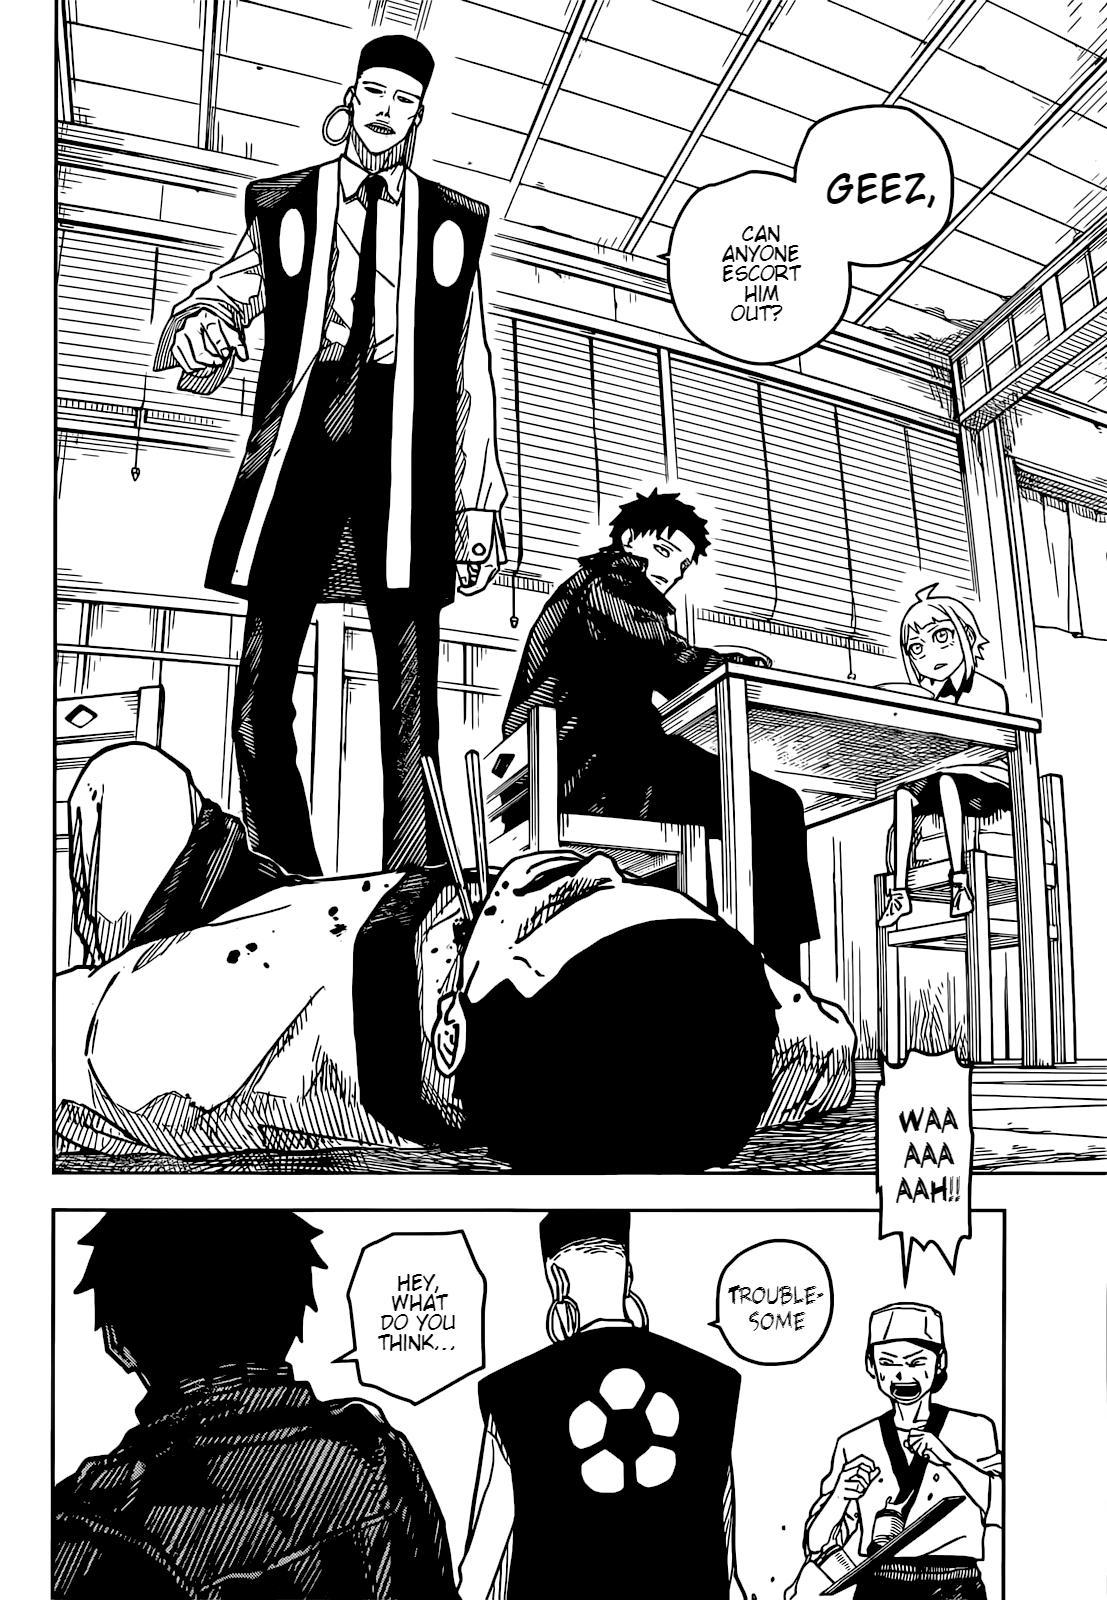 GEEZ,
CAN
ANYONE
ESCORT
HIM
OUT?
WAA
AAA
AAH!!
HEY,
WHAT
DO YOU
THINK...
TROUBLE-
SOME